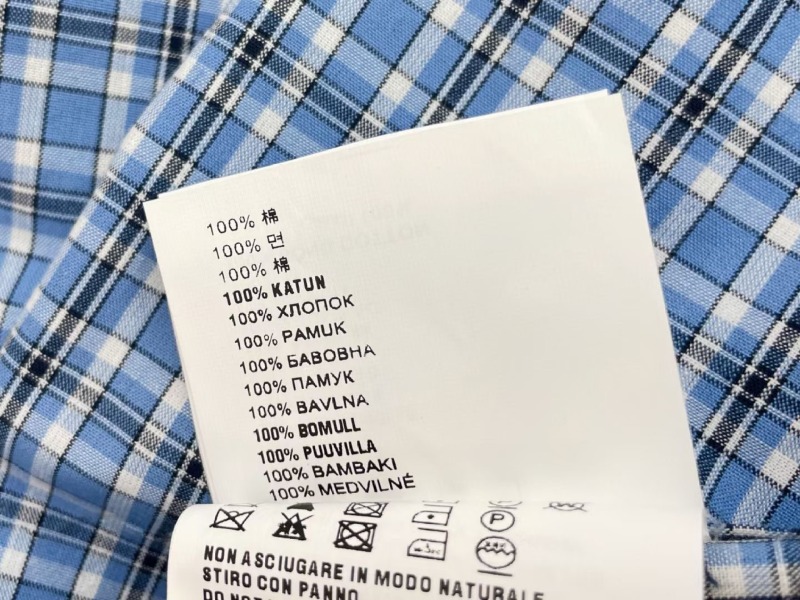 100% 棉
100% 면
100% 棉
100% KATUN
100% ХЛОПОК
100% PAMUK
100% БАВОВНА
100% ПАМУК
100% BAVLNA
100% BOMULL
100% PUUVILLA
100% BAMBAKI
100% MEDVILNÉ
P
NON ASCIUGARE IN MODO NATURALE
STIRO CON PANNO